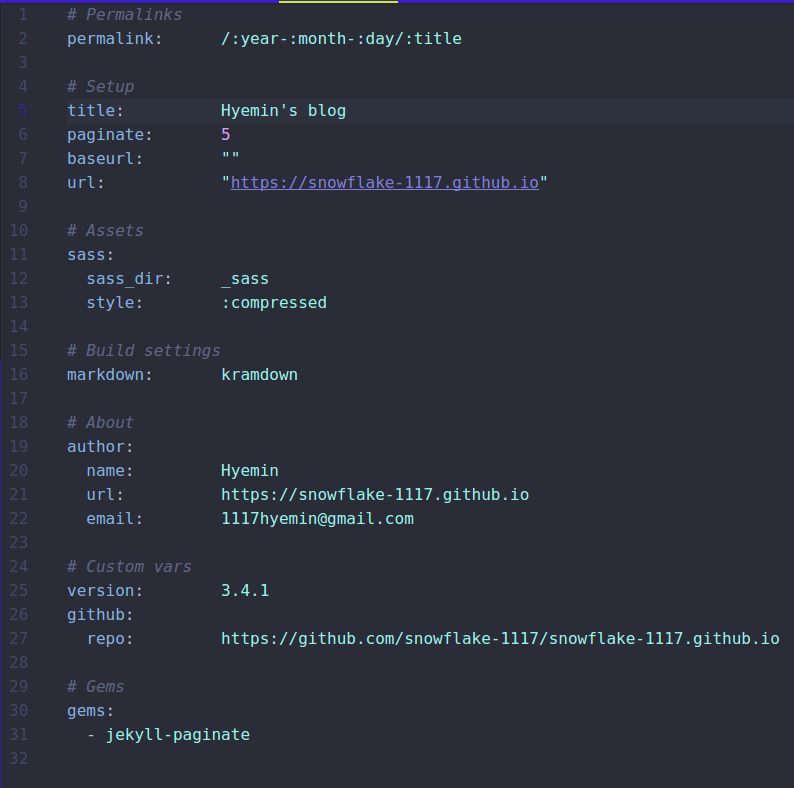 1 # Permalinks
2 permalink: /:year-:month-:day/:title
3
4 # Setup
5 title: Hyemin's blog
6 paginate: 5
7 baseurl: ""
8 url: "https://snowflake-1117.github.io"
9
10 # Assets
11 sass:
12 sass_dir: _sass
13 style: :compressed
14
15 # Build settings
16 markdown: kramdown
17
18 # About
19 author:
20 name: Hyemin
21 url: https://snowflake-1117.github.io
22 email: 1117hyemin@gmail.com
23
24 # Custom vars
25 version: 3.4.1
26 github:
27 repo: https://github.com/snowflake-1117/snowflake-1117.github.io
28
29 # Gems
30 gems:
31 - jekyll-paginate
32